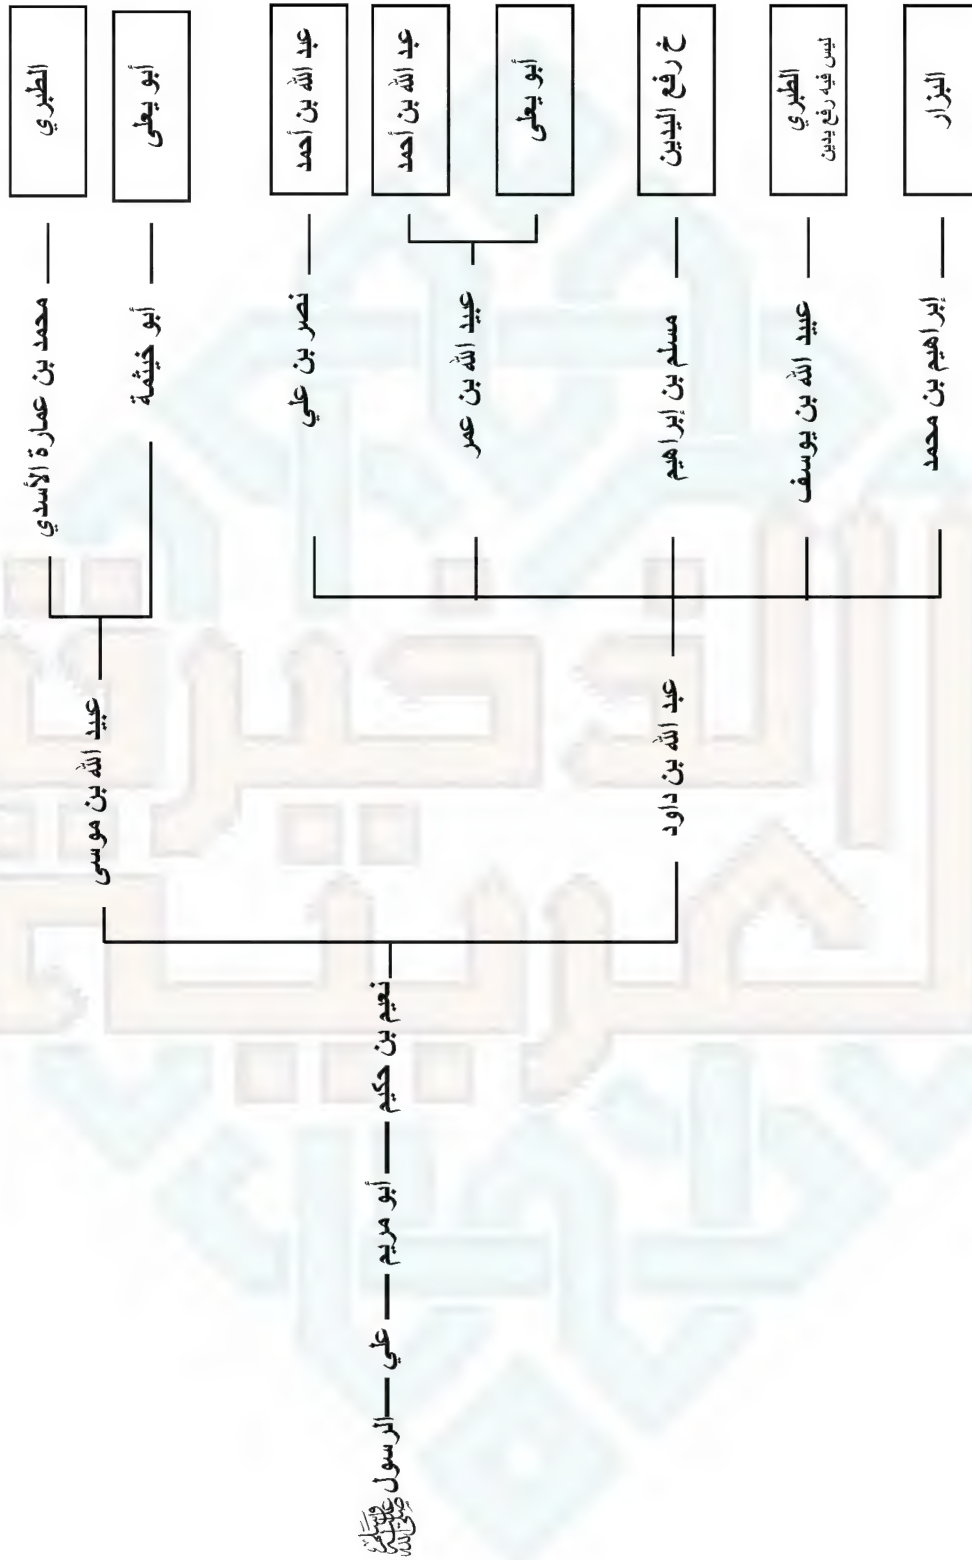 الطبري
أبو يعلى
عبد الله بن أحمد
عبد الله بن أحمد
أبو يعلى
خ رفع اليدين
الطبري
ليس فيه رفع يدين
البزار
محمد بن عمارة الأسدي
أبو خيثمة
نصر بن علي
عبيد الله بن عمر
مسلم بن إبراهيم
عبيد الله بن يوسف
إبراهيم بن محمد
عبيد الله بن موسى
عبد الله بن داود
نعيم بن حكيم
أبو مريم
علي
الرسول ﷺ